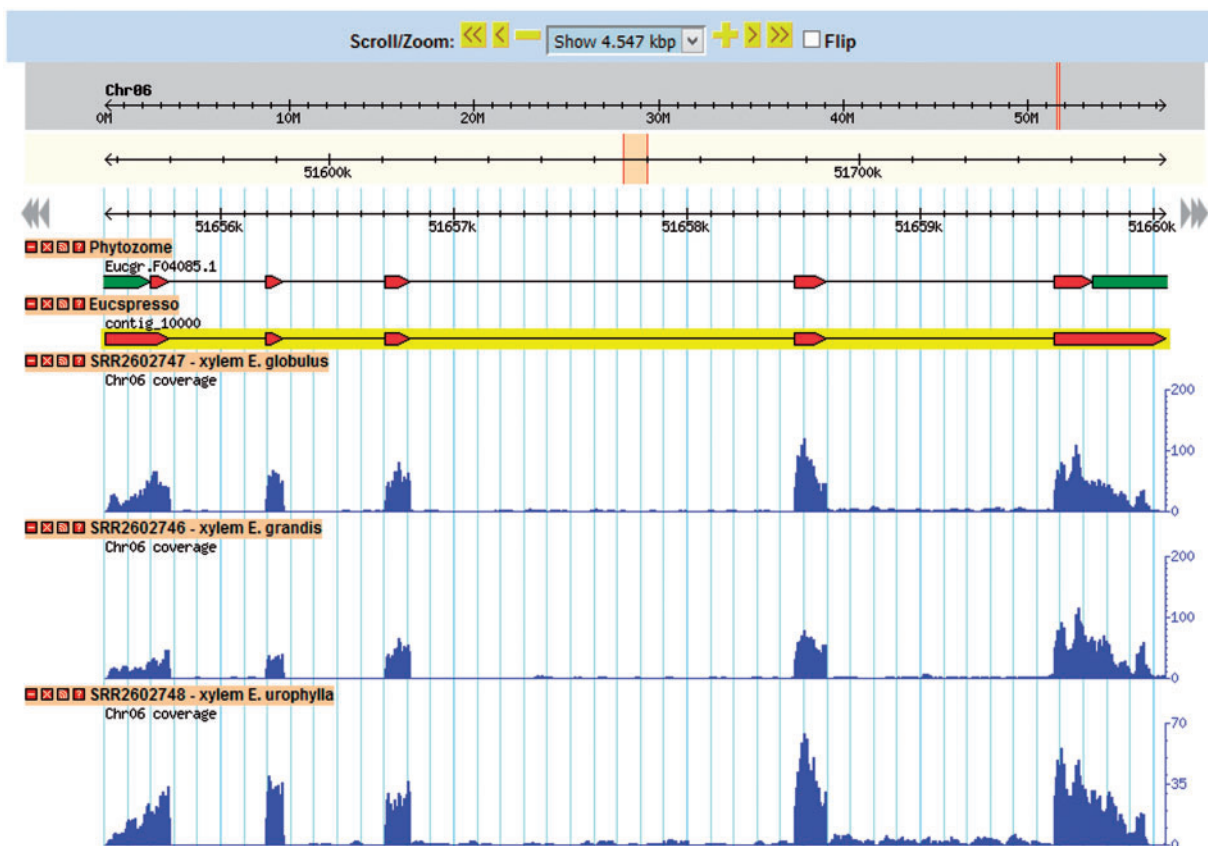 Scroll/Zoom: << < Show 4.547 kbp + > >> Flip
Chr06
0M 10M 20M 30M 40M 50M
51600k 51700k
51656k 51657k 51658k 51659k 51660k
Phytozome
Eucgr.F04085.1
Eucspresso
contig_10000
SRR2602747 - xylem E. globulus
Chr06 coverage
200
100
0
SRR2602746 - xylem E. grandis
Chr06 coverage
200
100
0
SRR2602748 - xylem E. urophylla
Chr06 coverage
70
35
0